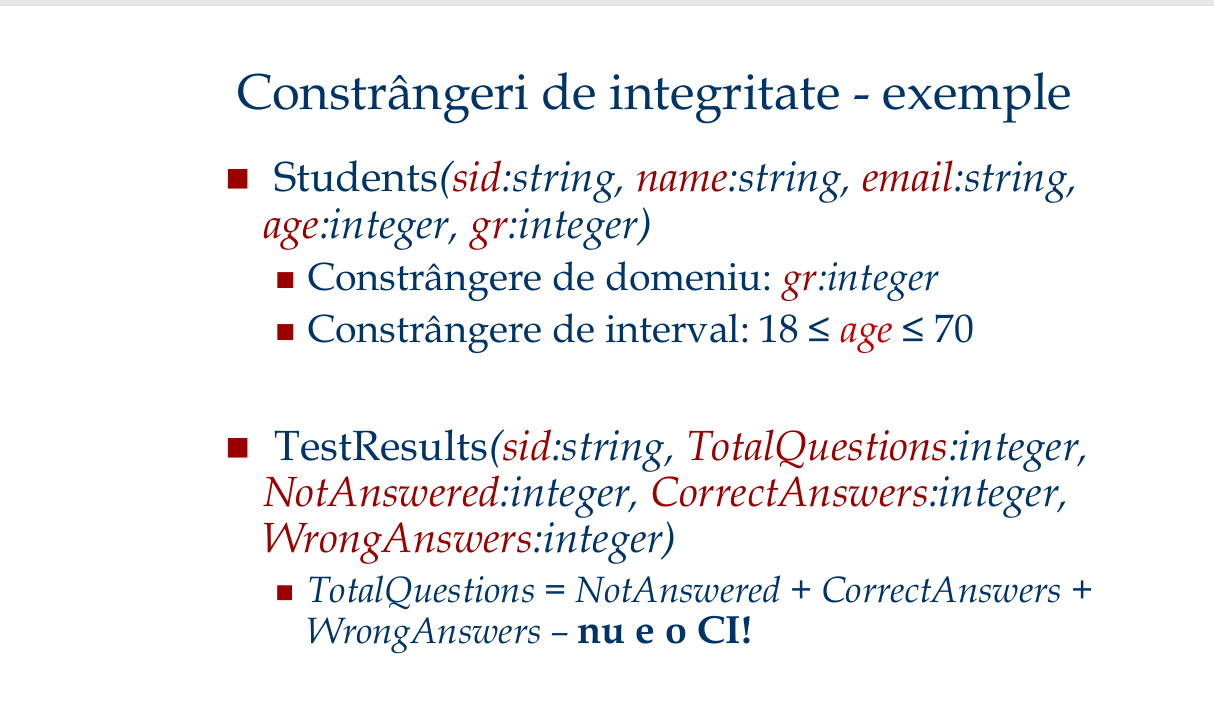 Constrângeri de integritate - exemple
Students(sid:string, name:string, email:string,
age:integer, gr:integer)
Constrângere de domeniu: gr:integer
Constrângere de interval: 18 ≤ age ≤ 70
TestResults(sid:string, TotalQuestions:integer,
NotAnswered:integer, CorrectAnswers:integer,
WrongAnswers:integer)
TotalQuestions = NotAnswered + CorrectAnswers +
WrongAnswers – nu e o CI!